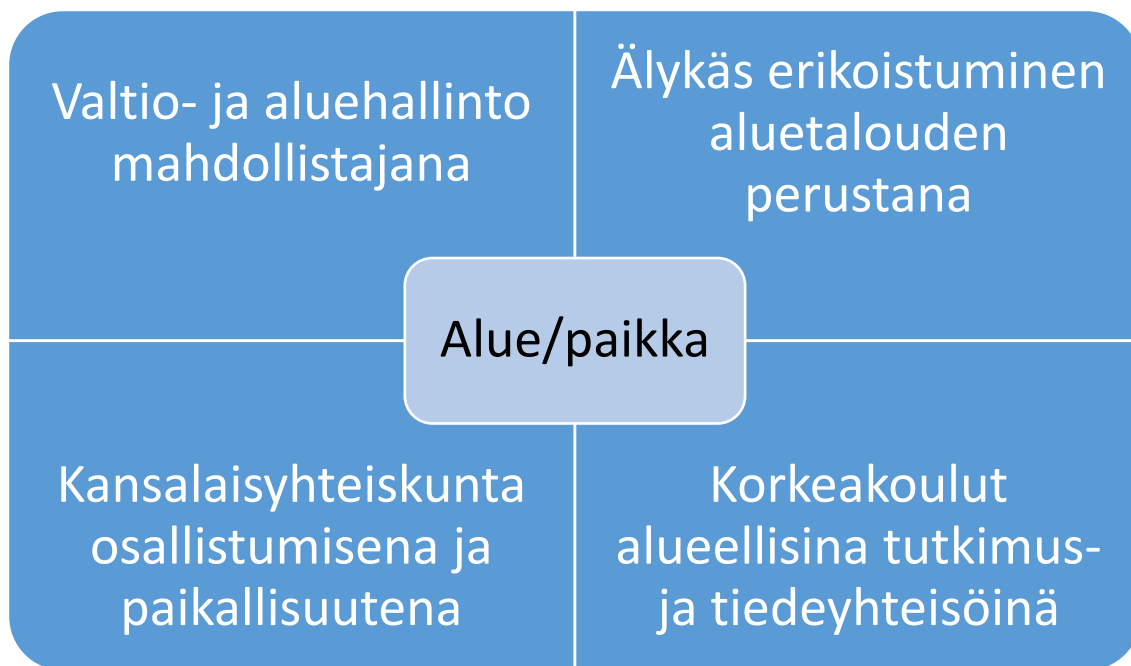 Valtio- ja aluehallinto
mahdollistajana
Älykäs erikoistuminen
aluetalouden
perustana
Alue/paikka
Kansalaisyhteiskunta
osallistumisena ja
paikallisuutena
Korkeakoulut
alueellisina tutkimus-
ja tiedeyhteisöinä